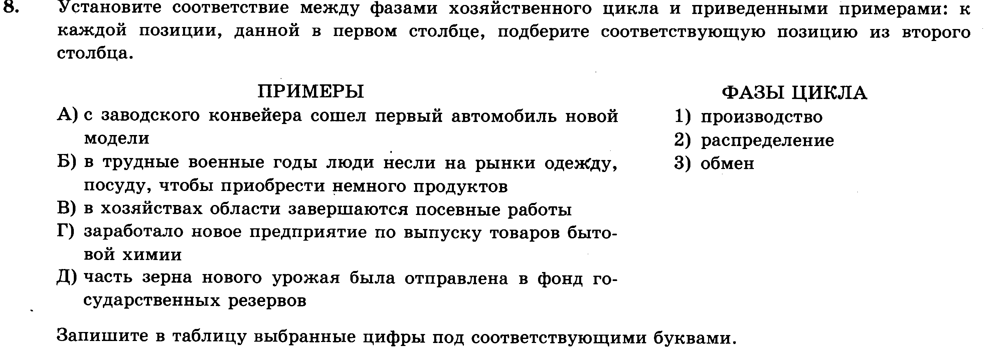 8. Установите соответствие между фазами хозяйственного цикла и приведенными примерами: к
каждой позиции, данной в первом столбце, подберите соответствующую позицию из второго
столбца.
ПРИМЕРЫ
А) с заводского конвейера сошел первый автомобиль новой
модели
Б) в трудные военные годы люди несли на рынки одежду,
посуду, чтобы приобрести немного продуктов
В) в хозяйствах области завершаются посевные работы
Г) заработало новое предприятие по выпуску товаров быто-
вой химии
Д) часть зерна нового урожая была отправлена в фонд го-
сударственных резервов
ФАЗЫ ЦИКЛА
1) производство
2) распределение
3) обмен
Запишите в таблицу выбранные цифры под соответствующими буквами.